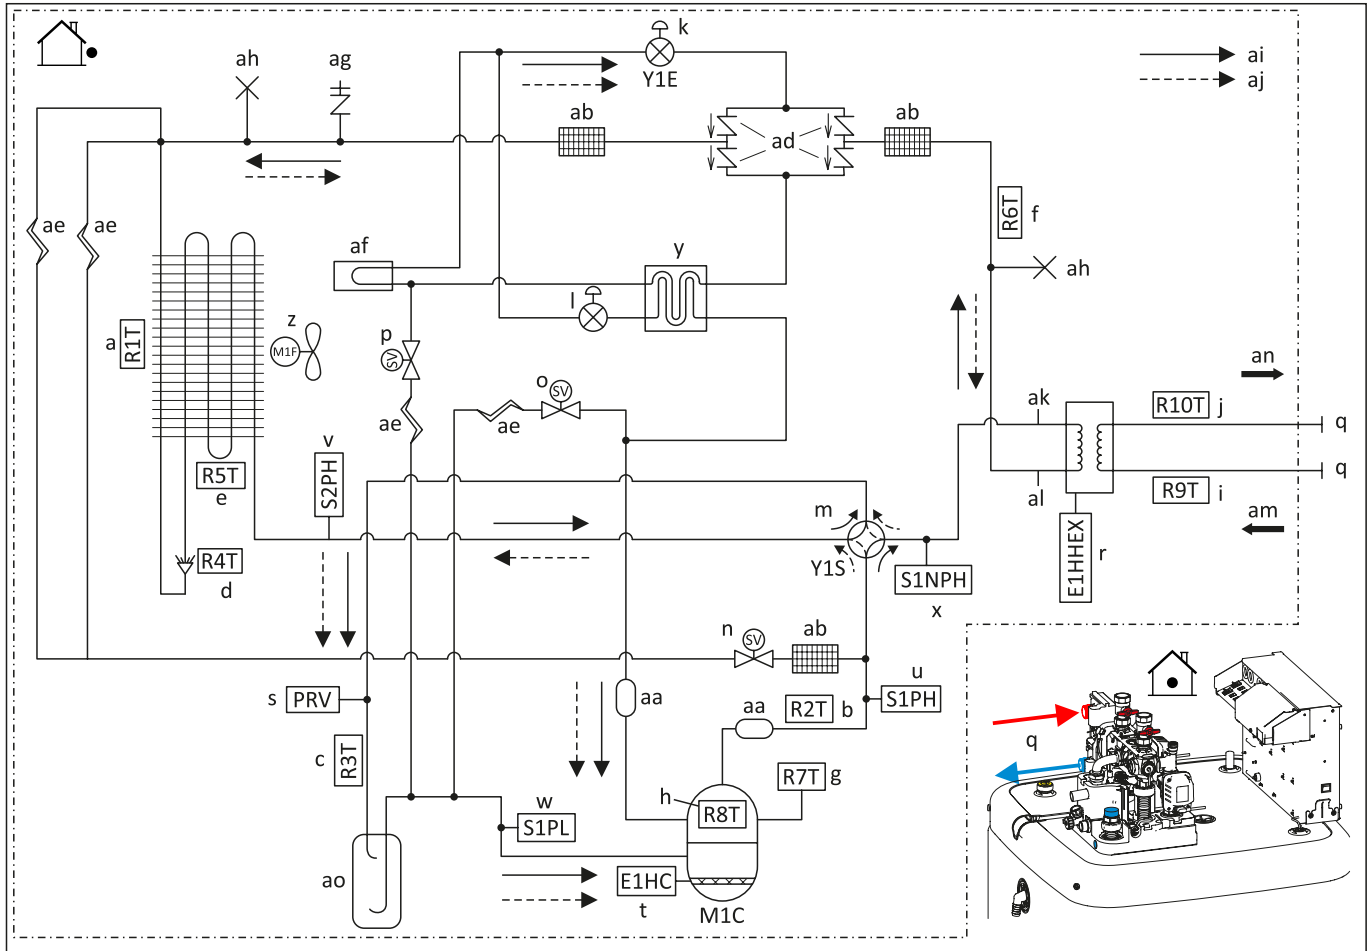 k
ah
ag
ai
Y1E
aj
ab
ab
ad
R6T
f
ae
ae
af
y
ah
l
z
a
R1T
M1F
p
SV
o
SV
an
ak
R10T
j
q
ae
ae
v
S2PH
R5T
e
q
al
R9T
i
m
am
Y1S
R4T
d
S1NPH
x
E1HHEX
r
n
SV
ab
u
s
PRV
aa
aa
R2T
b
S1PH
q
c
R3T
R7T
g
h
R8T
w
S1PL
ao
E1HC
t
M1C